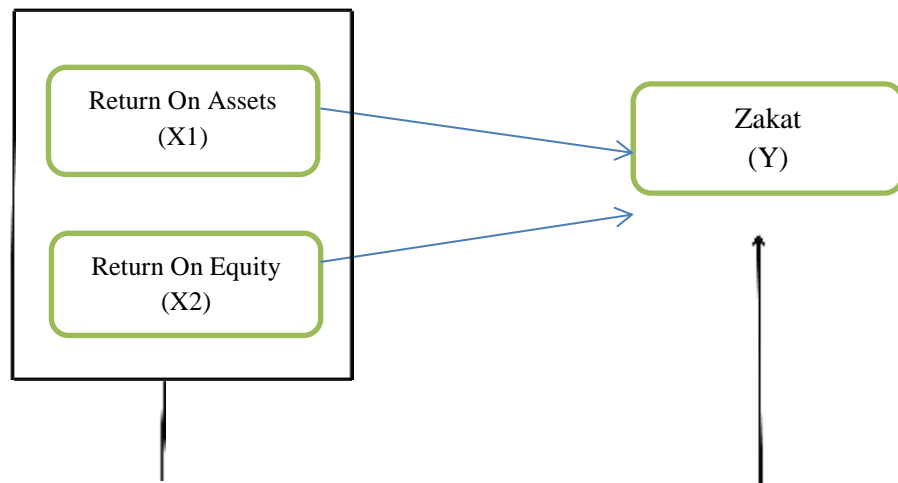 Return On Assets
(X1)
Zakat
(Y)
Return On Equity
(X2)